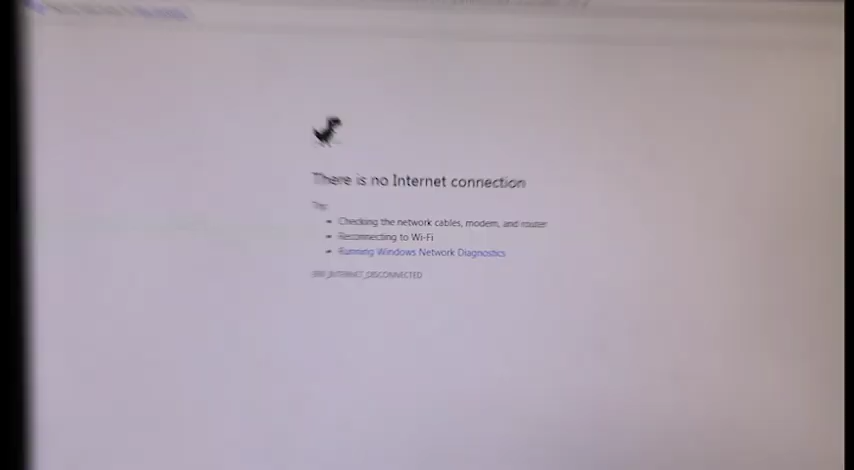 There is no Internet connection
Try:
• Checking the network cables, modem, and router
• Reconnecting to Wi-Fi
• Running Windows Network Diagnostics
ERR_INTERNET_DISCONNECTED